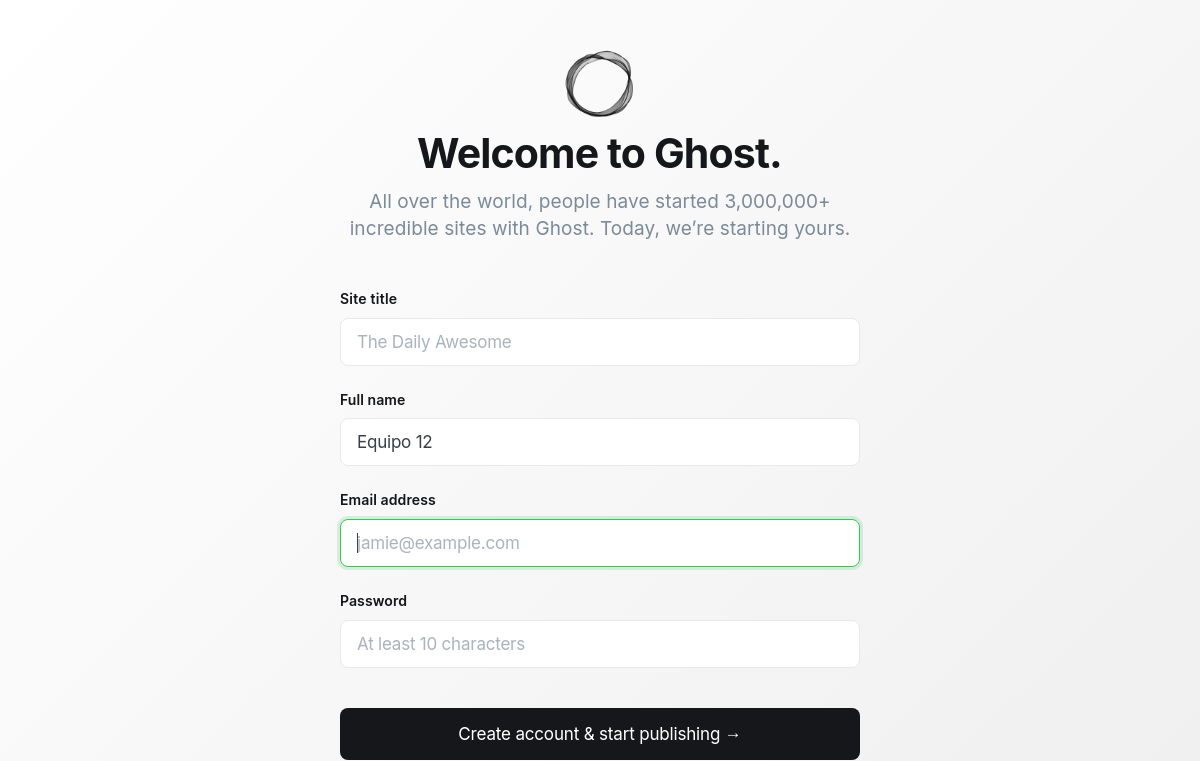 Welcome to Ghost.
All over the world, people have started 3,000,000+
incredible sites with Ghost. Today, we’re starting yours.
Site title
The Daily Awesome
Full name
Equipo 12
Email address
jamie@example.com
Password
At least 10 characters
Create account & start publishing →